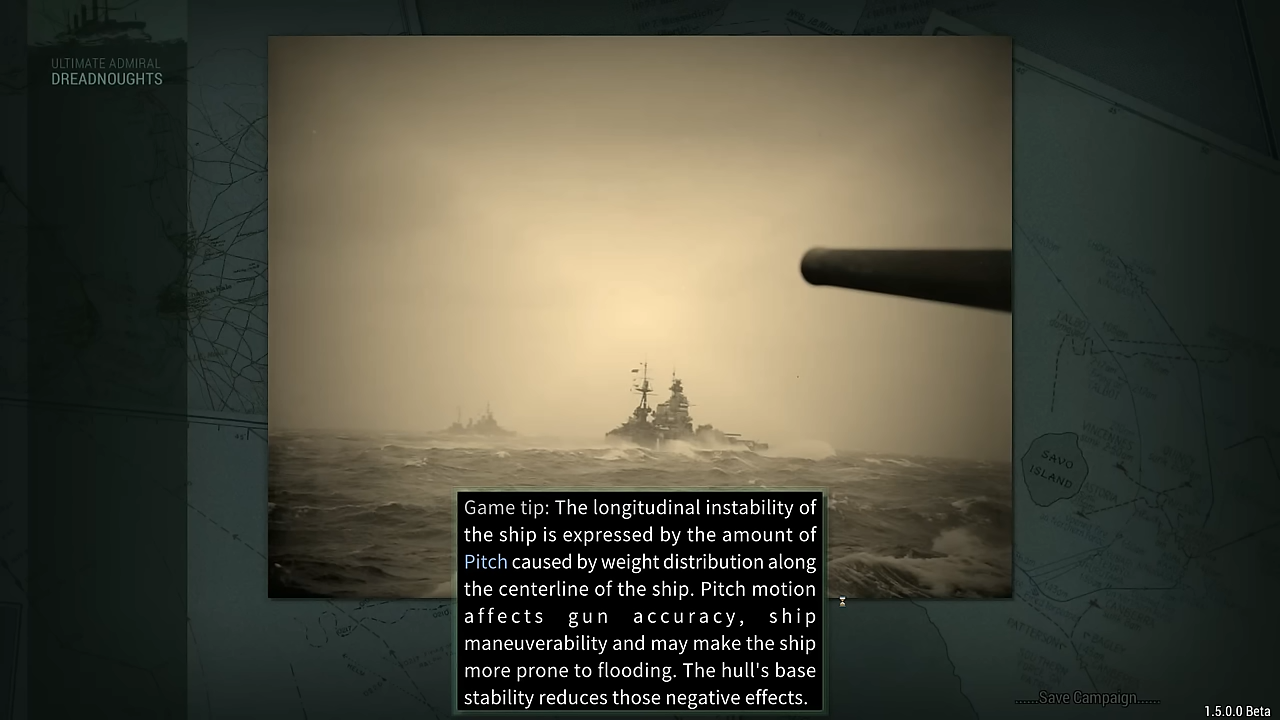 ULTIMATE ADMIRAL
DREADNOUGHTS
SAVO
ISLAND
Game tip: The longitudinal instability of
the ship is expressed by the amount of
Pitch caused by weight distribution along
the centerline of the ship. Pitch motion
affects gun accuracy, ship
maneuverability and may make the ship
more prone to flooding. The hull's base
stability reduces those negative effects.
......Save Campaign......
1.5.0.0 Beta